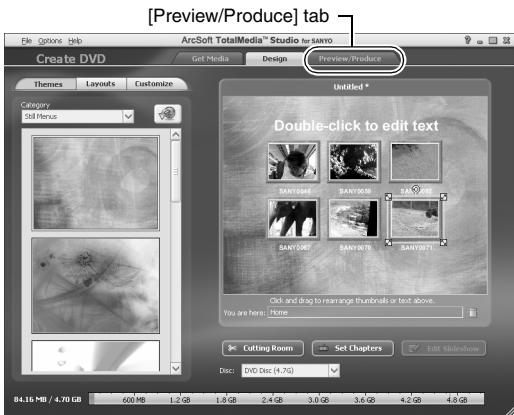 [Preview/Produce] tab
File Options Help
ArcSoft TotalMedia™ Studio for SANYO
Create DVD
Get Media
Design
Preview/Produce
Themes
Layouts
Customize
Category
Still Menus
Untitled *
Double-click to edit text
SANY0046
SANY0059
SANY0062
SANY0067
SANY0070
SANY0071
Click and drag to rearrange thumbnails or text above.
You are here: Home
Cutting Room
Set Chapters
Edit Slideshow
Disc: DVD Disc (4.7G)
84.16 MB / 4.70 GB
600 MB
1.2 GB
1.8 GB
2.4 GB
3.0 GB
3.6 GB
4.2 GB
4.8 GB